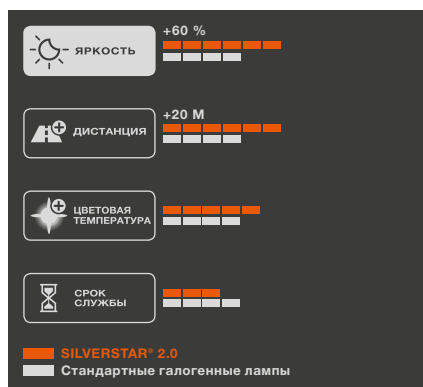 +60 %
ЯРКОСТЬ
+20 М
ДИСТАНЦИЯ
ЦВЕТОВАЯ
ТЕМПЕРАТУРА
СРОК
СЛУЖБЫ
SILVERSTAR® 2.0
Стандартные галогенные лампы